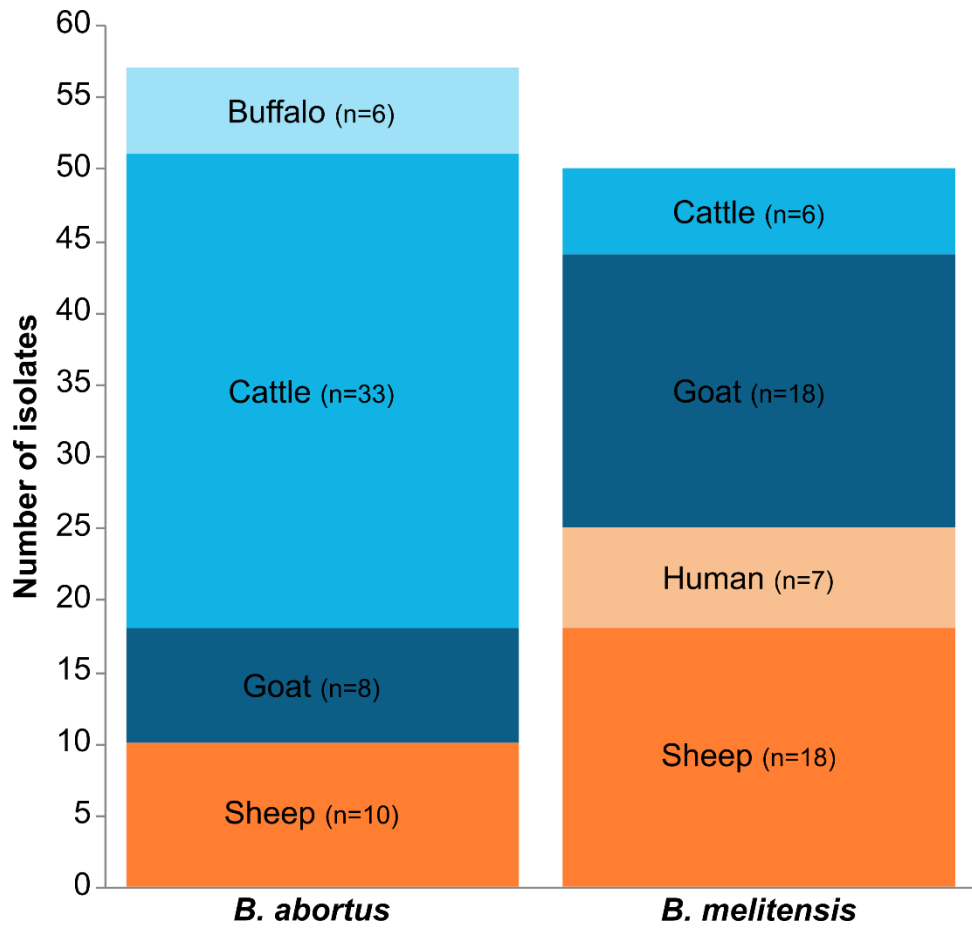 Number of isolates
60
55
50
45
40
35
30
25
20
15
10
5
0
Buffalo (n=6)
Cattle (n=33)
Goat (n=8)
Sheep (n=10)
Cattle (n=6)
Goat (n=18)
Human (n=7)
Sheep (n=18)
B. abortus
B. melitensis